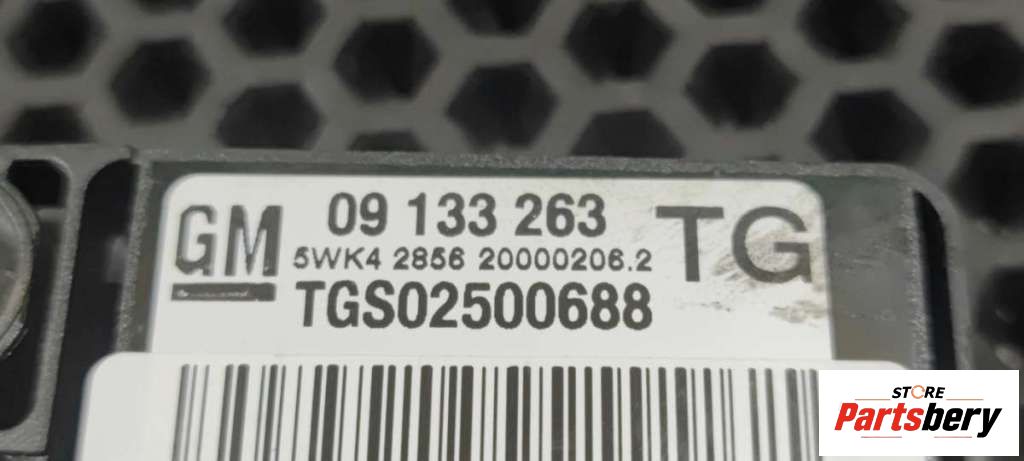 GM
09 133 263
TG
5WK4 2856 20000206.2
TGS02500688
STORE
Partsbery